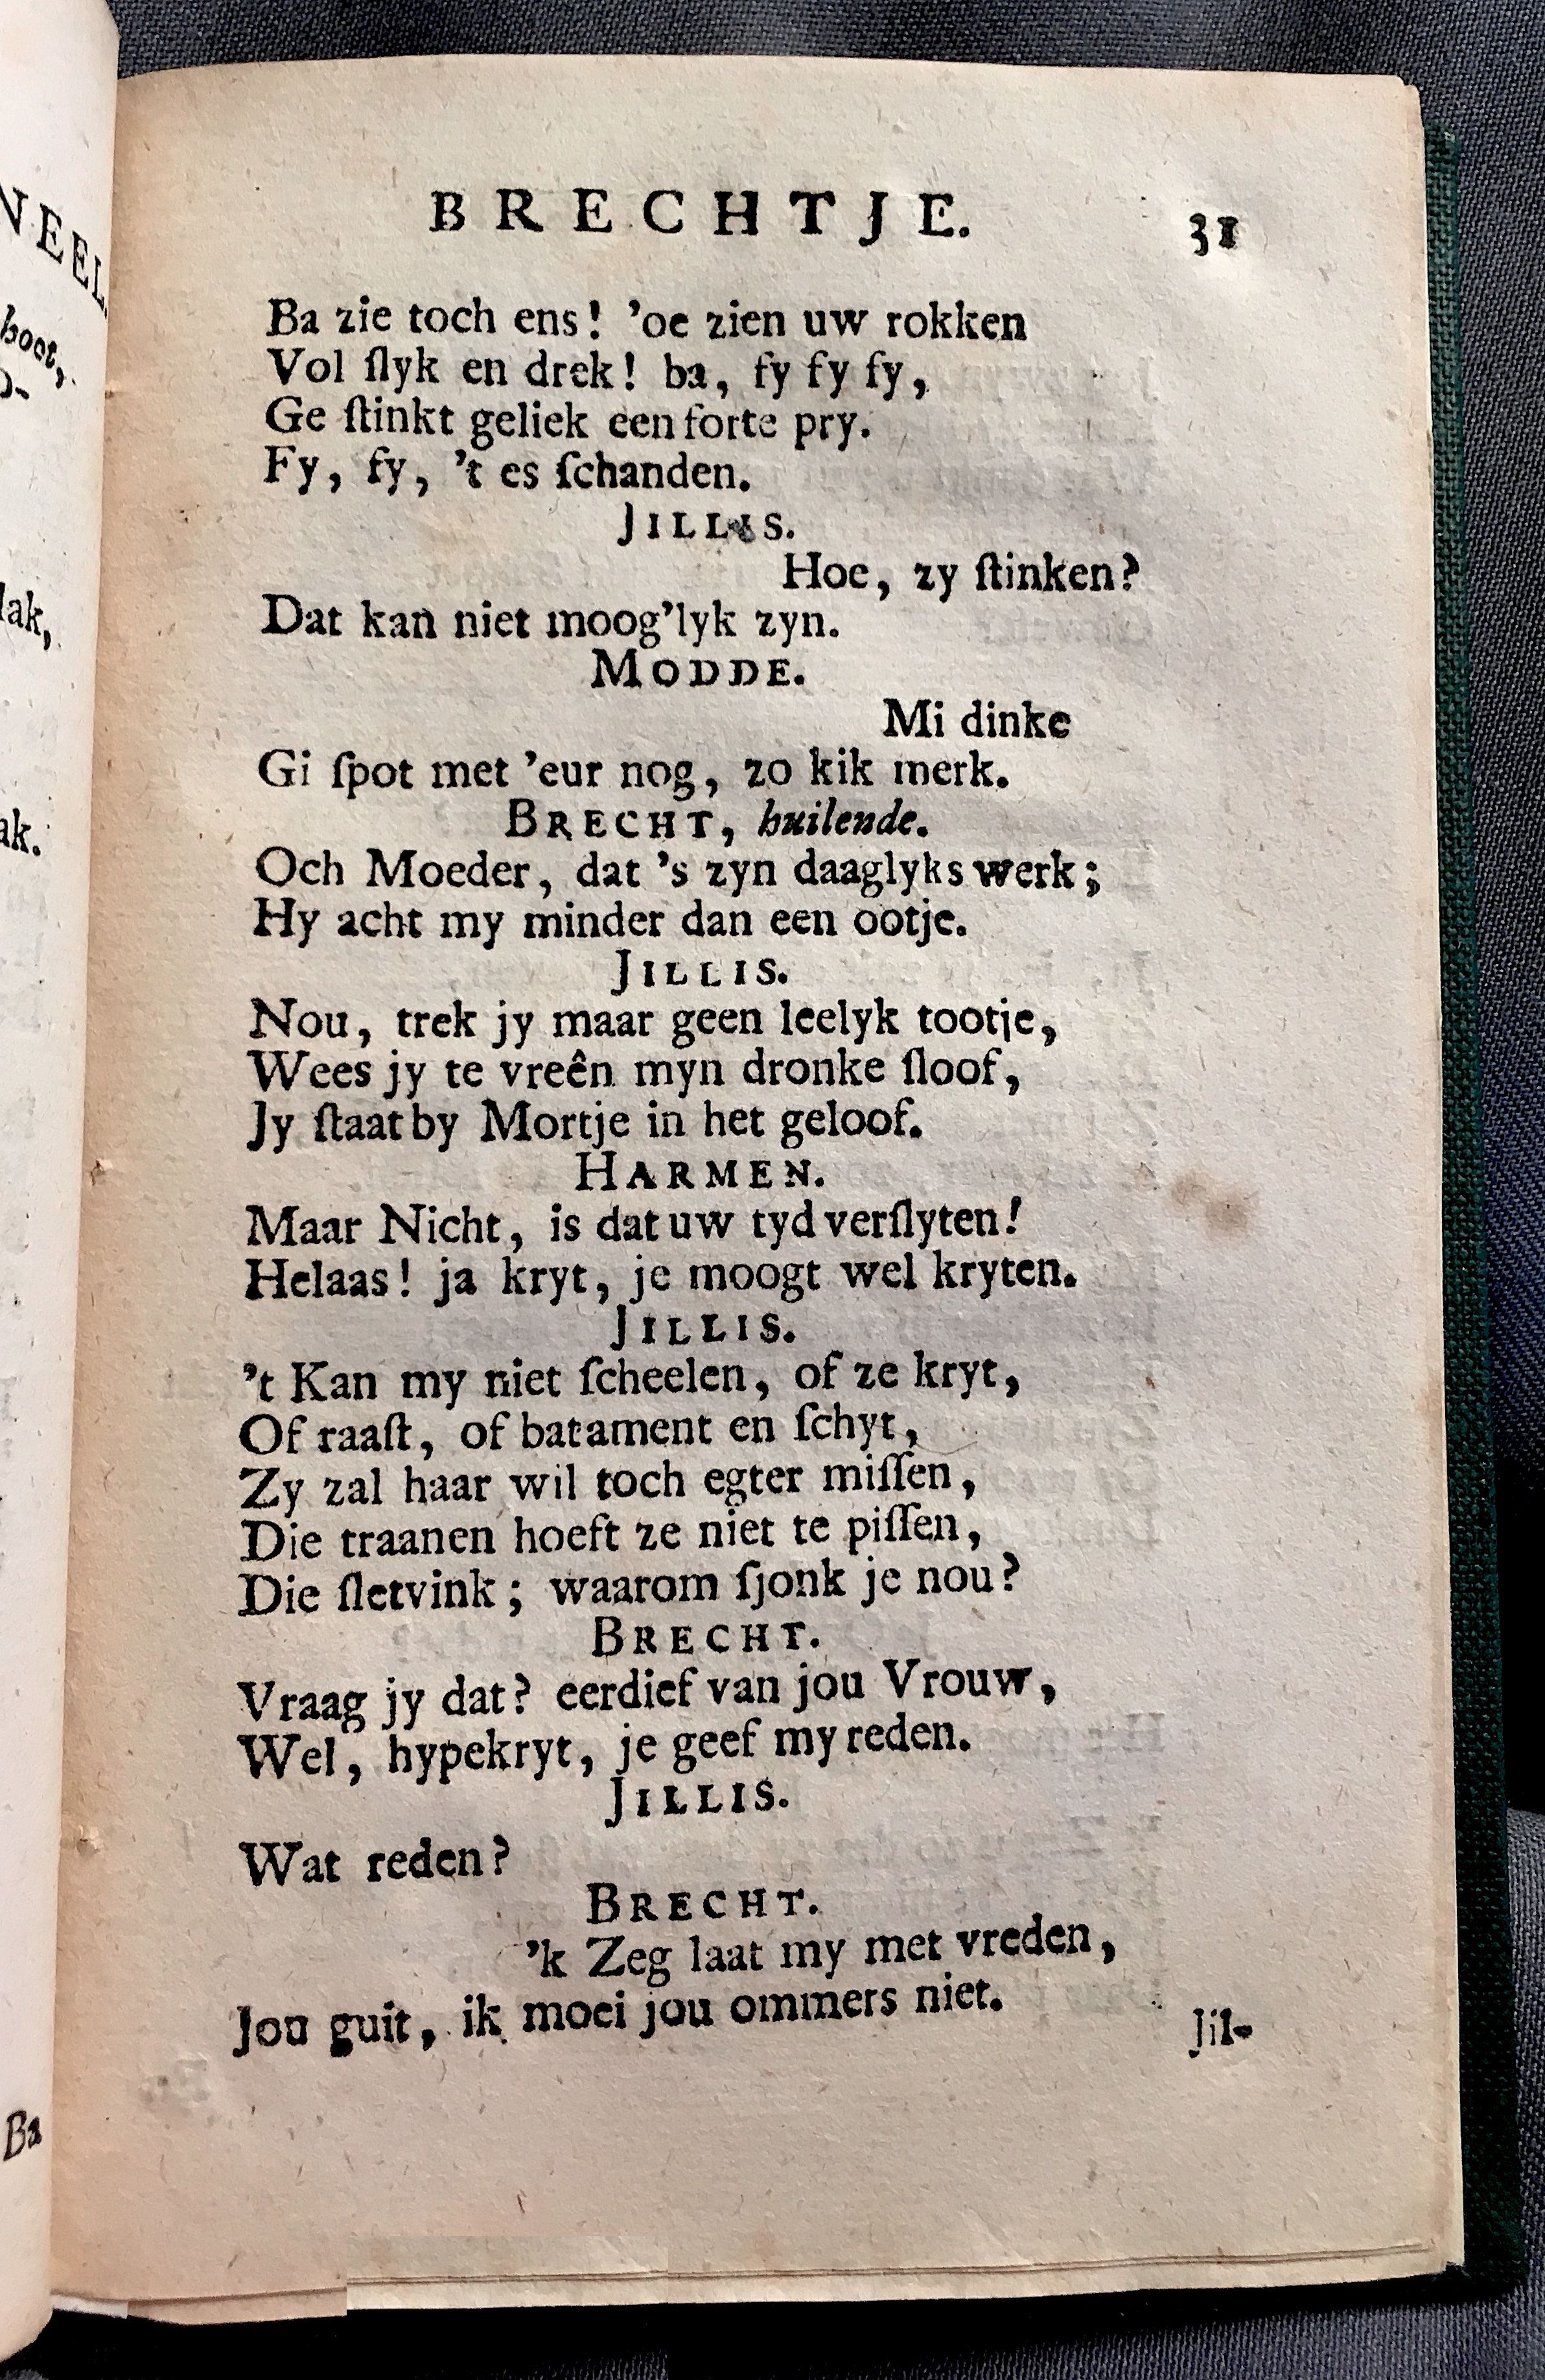 BRECHTJE. 31
Ba zie toch ens! 'oe zien uw rokken
Vol ſlyk en drek! ba, fy fy fy,
Ge ſtinkt geliek een forte pry.
Fy, fy, 't es ſchanden.
JILLIS.
Hoe, zy ſtinken?
Dat kan niet moog'lyk zyn.
MODDE.
Mi dinke
Gi ſpot met 'eur nog, zo kik merk.
BRECHT, huilende.
Och Moeder, dat 's zyn daaglyks werk;
Hy acht my minder dan een ootje.
JILLIS.
Nou, trek jy maar geen leelyk tootje,
Wees jy te vreên myn dronke ſloof,
Jy ſtaat by Mortje in het geloof.
HARMEN.
Maar Nicht, is dat uw tyd verſlyten!
Helaas! ja kryt, je moogt wel kryten.
JILLIS.
't Kan my niet ſcheelen, of ze kryt,
Of raaſt, of batament en ſchyt,
Zy zal haar wil toch egter miſſen,
Die traanen hoeft ze niet te piſſen,
Die ſletvink; waarom ſjonk je nou?
BRECHT.
Vraag jy dat? eerdief van jou Vrouw,
Wel, hypekryt, je geef my reden.
JILLIS.
Wat reden?
BRECHT.
'k Zeg laat my met vreden,
Jou guit, ik moei jou ommers niet.
Jil-
NEEL.
boot,
lak,
ak.
Ba